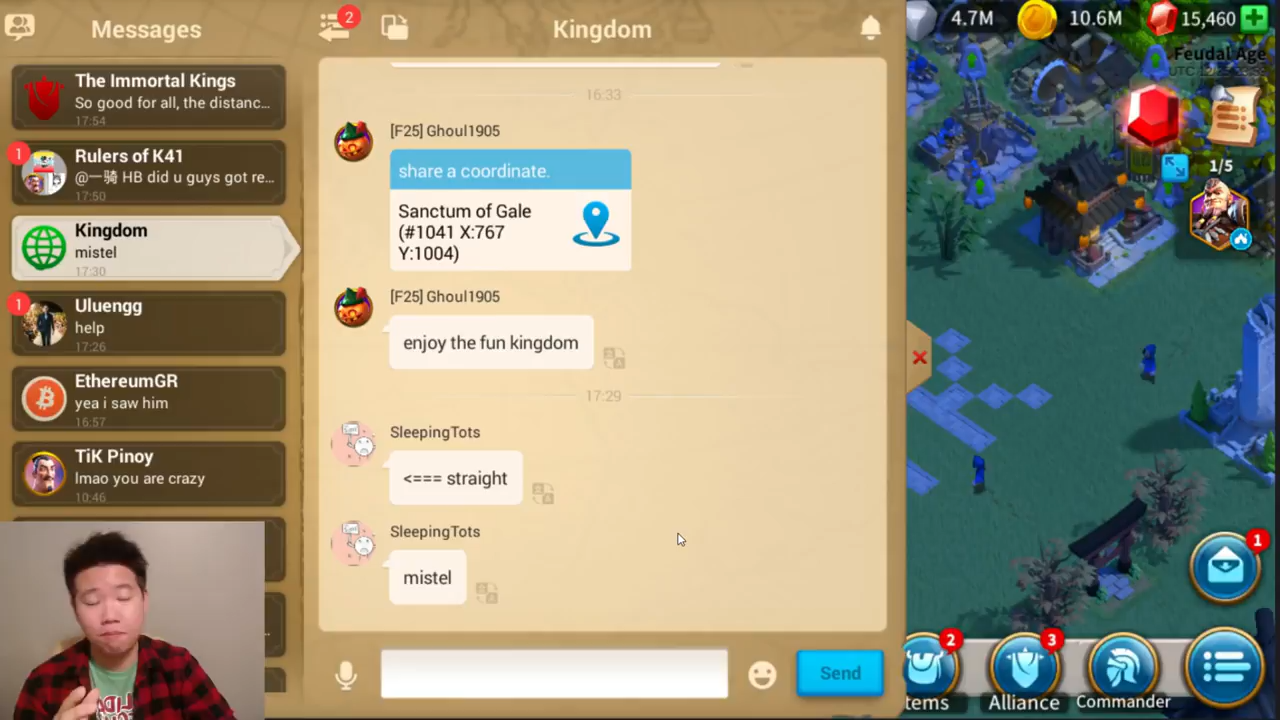 Messages
2
Kingdom
4.7M
10.6M
15,460
Feudal Age
1/5
The Immortal Kings
So good for all, the distanc...
17:54
1
Rulers of K41
@一骑 HB did u guys got re...
17:50
Kingdom
mistel
17:30
1
Uluengg
help
17:26
EthereumGR
yea i saw him
16:57
TiK Pinoy
lmao you are crazy
10:46
16:33
[F25] Ghoul1905
share a coordinate.
Sanctum of Gale
(#1041 X:767
Y:1004)
[F25] Ghoul1905
enjoy the fun kingdom
17:29
SleepingTots
<=== straight
SleepingTots
mistel
Send
1
2
3
tems
Alliance
Commander